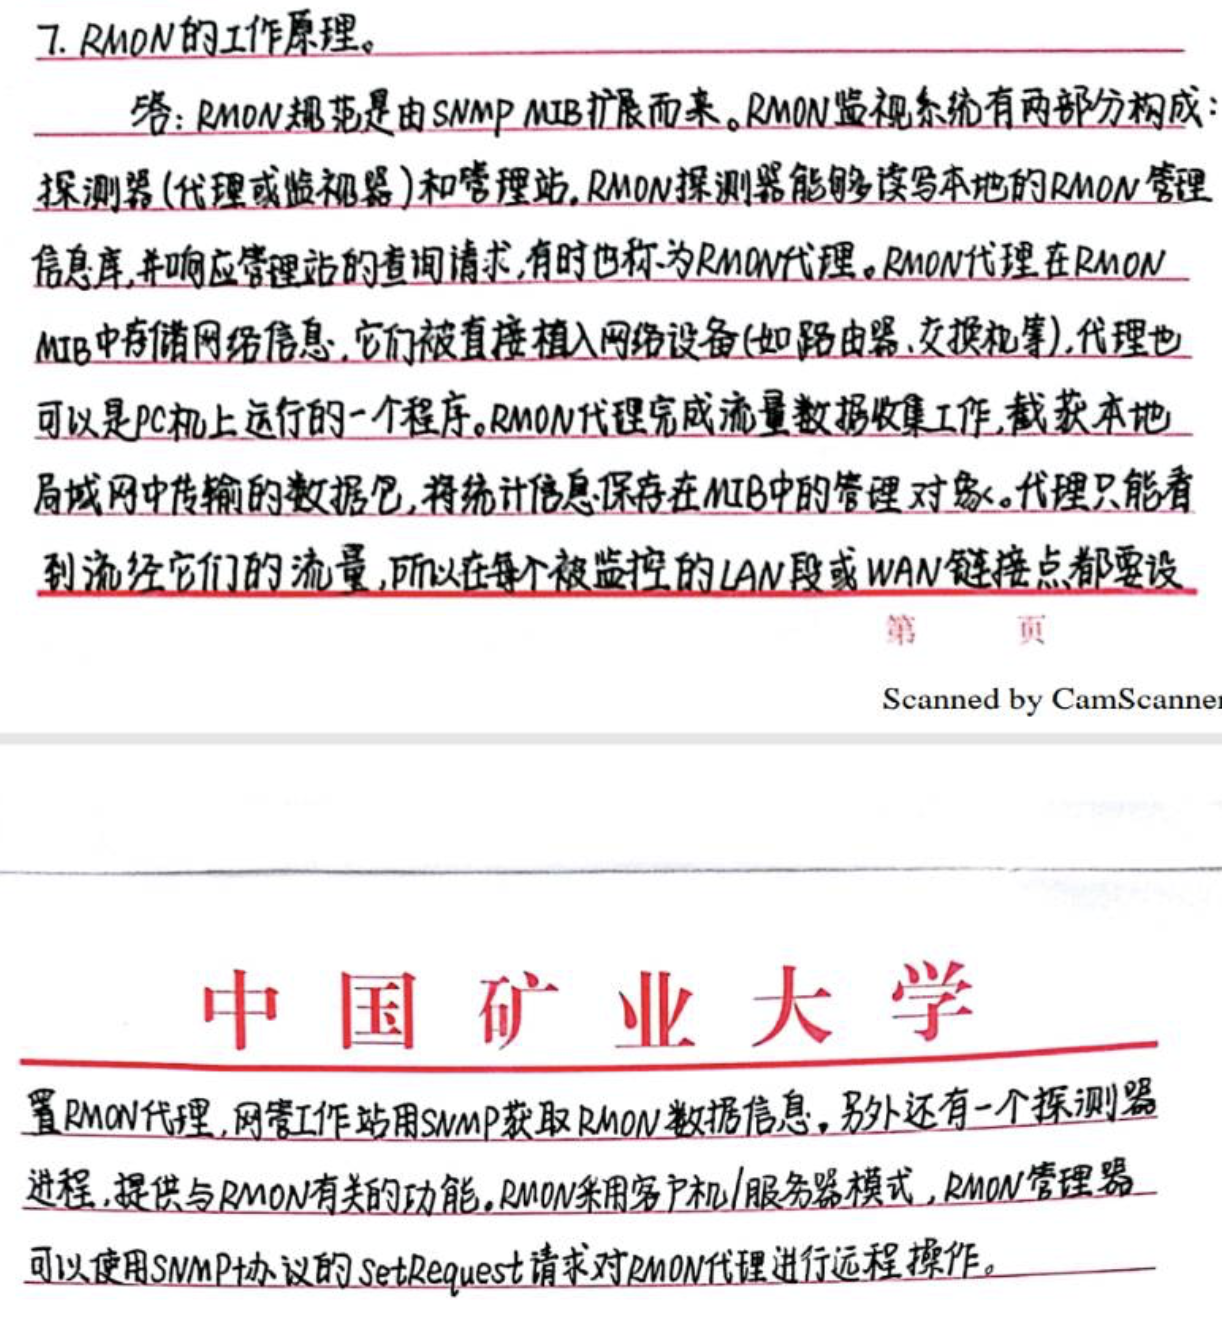 7. RMON的工作原理。
答：RMON规范是由SNMP MIB扩展而来。RMON监视系统有两部分构成：
探测器(代理或监视器)和管理站。RMON探测器能够读写本地的RMON管理
信息库,并响应管理站的查询请求,有时也称为RMON代理。RMON代理在RMON
MIB中存储网络信息,它们被直接植入网络设备(如路由器、交换机等),代理也
可以是PC机上运行的一个程序。RMON代理完成流量数据收集工作,截获本地
局域网中传输的数据包,将统计信息保存在MIB中的管理对象。代理只能看
到流经它们的流量,所以在每个被监控的LAN段或WAN链接点都要设
第 页
Scanned by CamScanner
中国矿业大学
置RMON代理,网管工作站用SNMP获取RMON数据信息。另外还有一个探测器
进程,提供与RMON有关的功能。RMON采用客户机/服务器模式,RMON管理器
可以使用SNMP协议的SetRequest请求对RMON代理进行远程操作。